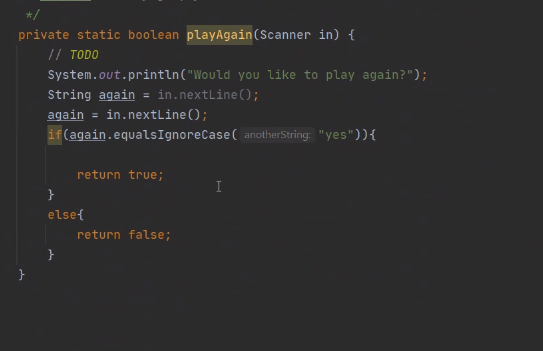 */
private static boolean playAgain(Scanner in) {
// TODO
System.out.println("Would you like to play again?");
String again = in.nextLine();
again = in.nextLine();
if(again.equalsIgnoreCase( anotherString: "yes")){
return true;
}
else{
return false;
}
}